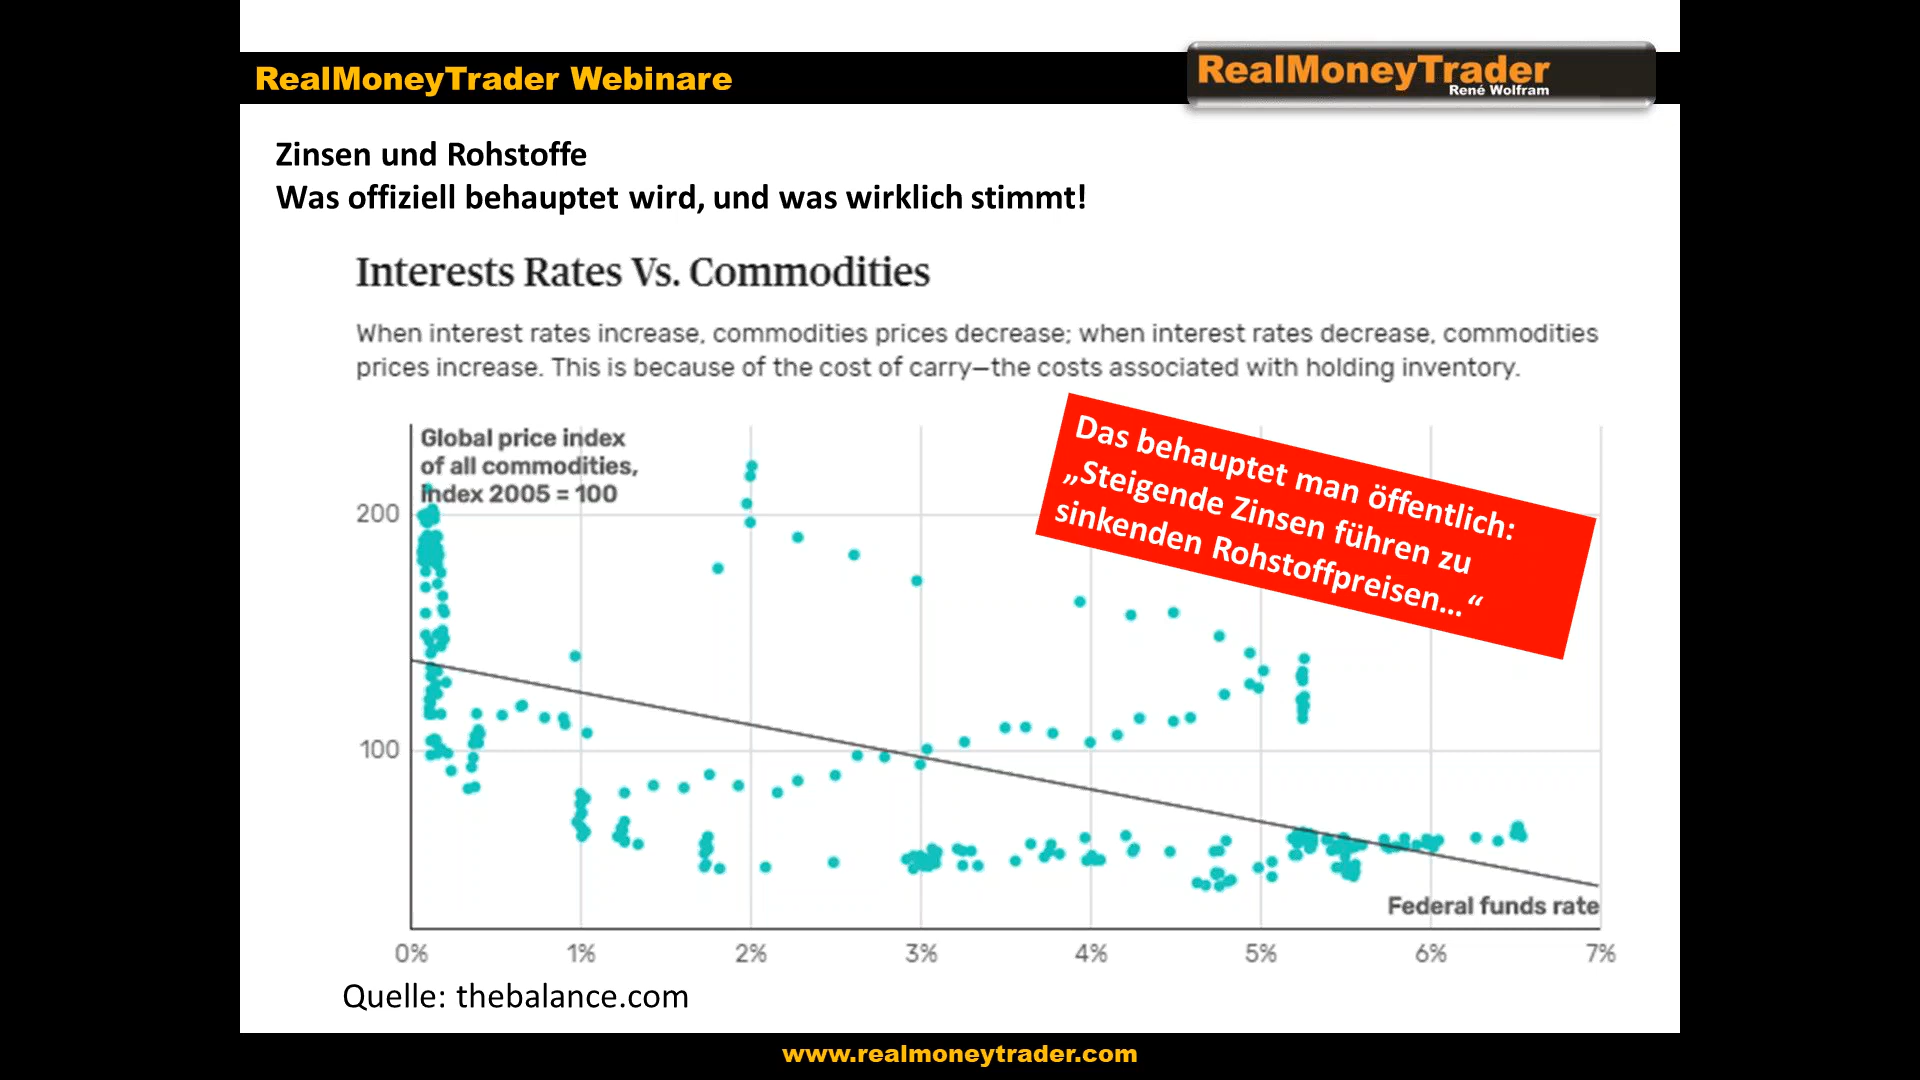 RealMoneyTrader Webinare
RealMoneyTrader
René Wolfram
Zinsen und Rohstoffe
Was offiziell behauptet wird, und was wirklich stimmt!
Interests Rates Vs. Commodities
When interest rates increase, commodities prices decrease; when interest rates decrease, commodities
prices increase. This is because of the cost of carry—the costs associated with holding inventory.
Global price index
of all commodities,
index 2005 = 100
Das behauptet man öffentlich:
„Steigende Zinsen führen zu
sinkenden Rohstoffpreisen...“
200
100
Federal funds rate
0% 1% 2% 3% 4% 5% 6% 7%
Quelle: thebalance.com
www.realmoneytrader.com